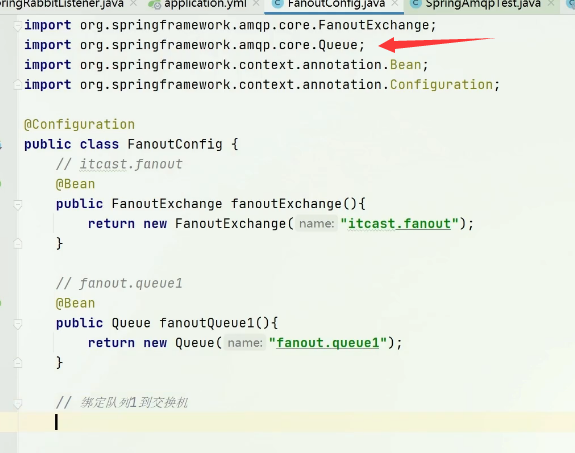 pringRabbitListener.java × application.yml × FanoutConfig.java × SpringAmqpTest.java ×
import org.springframework.amqp.core.FanoutExchange;
import org.springframework.amqp.core.Queue;
import org.springframework.context.annotation.Bean;
import org.springframework.context.annotation.Configuration;
@Configuration
public class FanoutConfig {
// itcast.fanout
@Bean
public FanoutExchange fanoutExchange(){
return new FanoutExchange( name: "itcast.fanout");
}
// fanout.queue1
@Bean
public Queue fanoutQueue1(){
return new Queue( name: "fanout.queue1");
}
// 绑定队列1到交换机